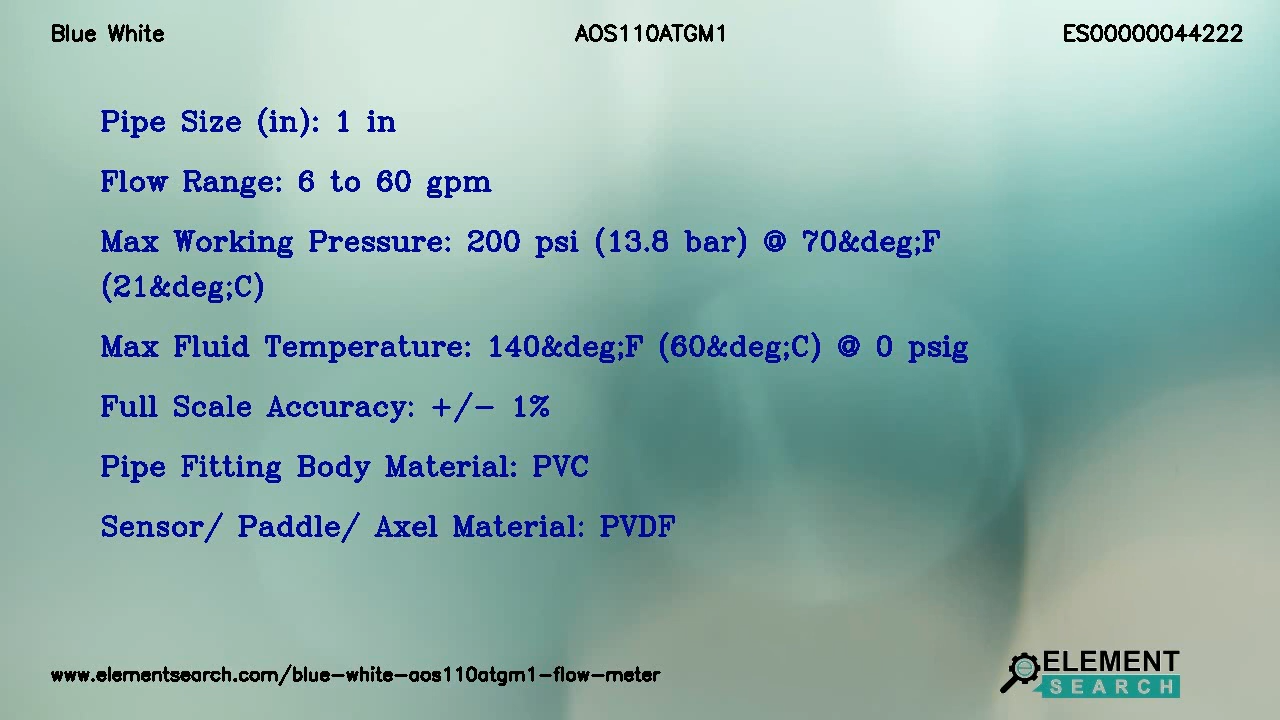 Blue White AOS110ATGM1 ES00000044222
Pipe Size (in): 1 in
Flow Range: 6 to 60 gpm
Max Working Pressure: 200 psi (13.8 bar) @ 70&deg;F
(21&deg;C)
Max Fluid Temperature: 140&deg;F (60&deg;C) @ 0 psig
Full Scale Accuracy: +/- 1%
Pipe Fitting Body Material: PVC
Sensor/ Paddle/ Axel Material: PVDF
www.elementsearch.com/blue-white-aos110atgm1-flow-meter
ELEMENT
SEARCH